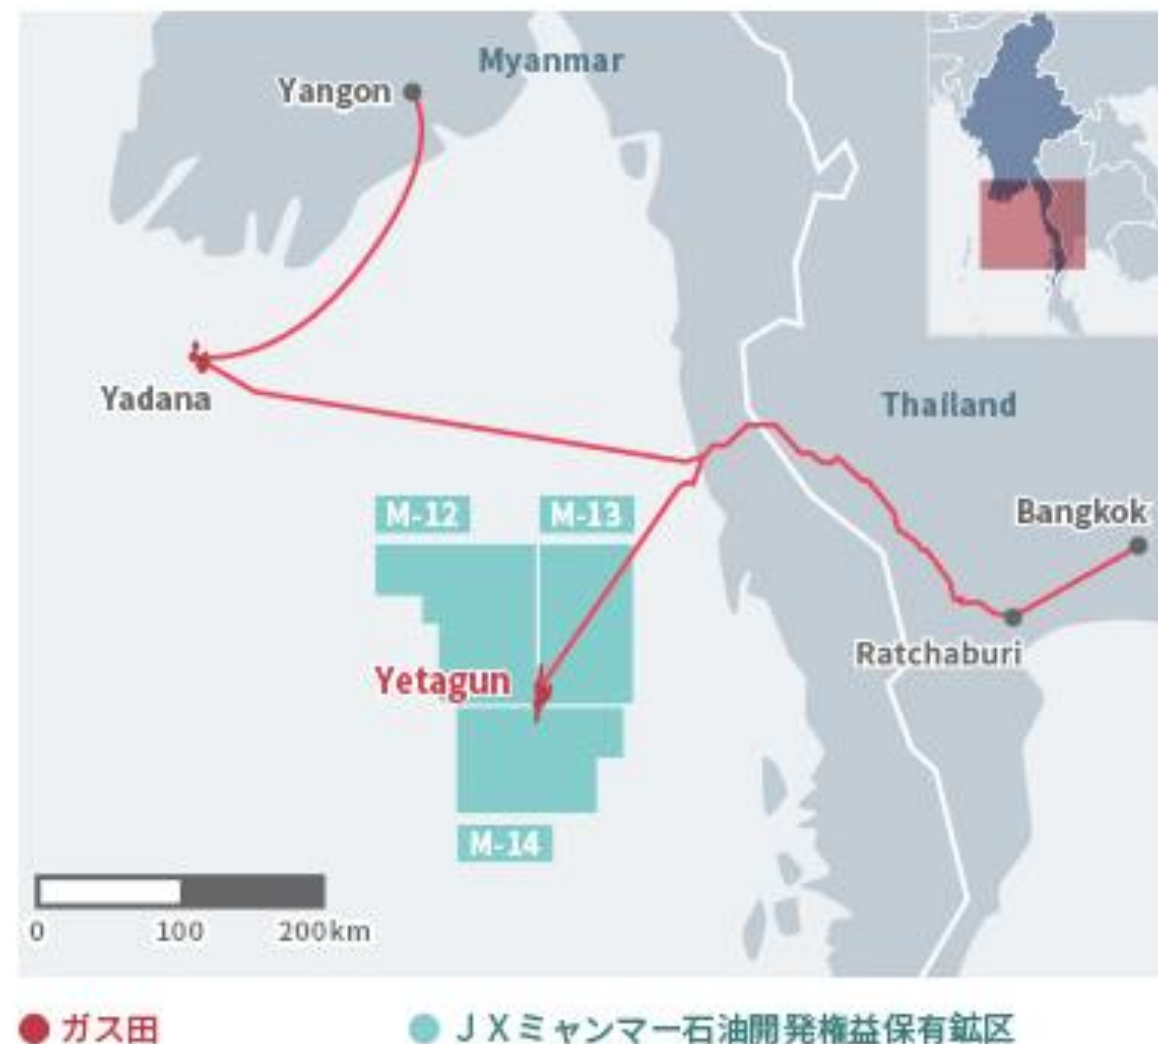 Myanmar
Yangon
Yadana
Thailand
M-12
M-13
Bangkok
Ratchaburi
Yetagun
M-14
0 100 200km
ガス田
ＪＸミャンマー石油開発権益保有鉱区